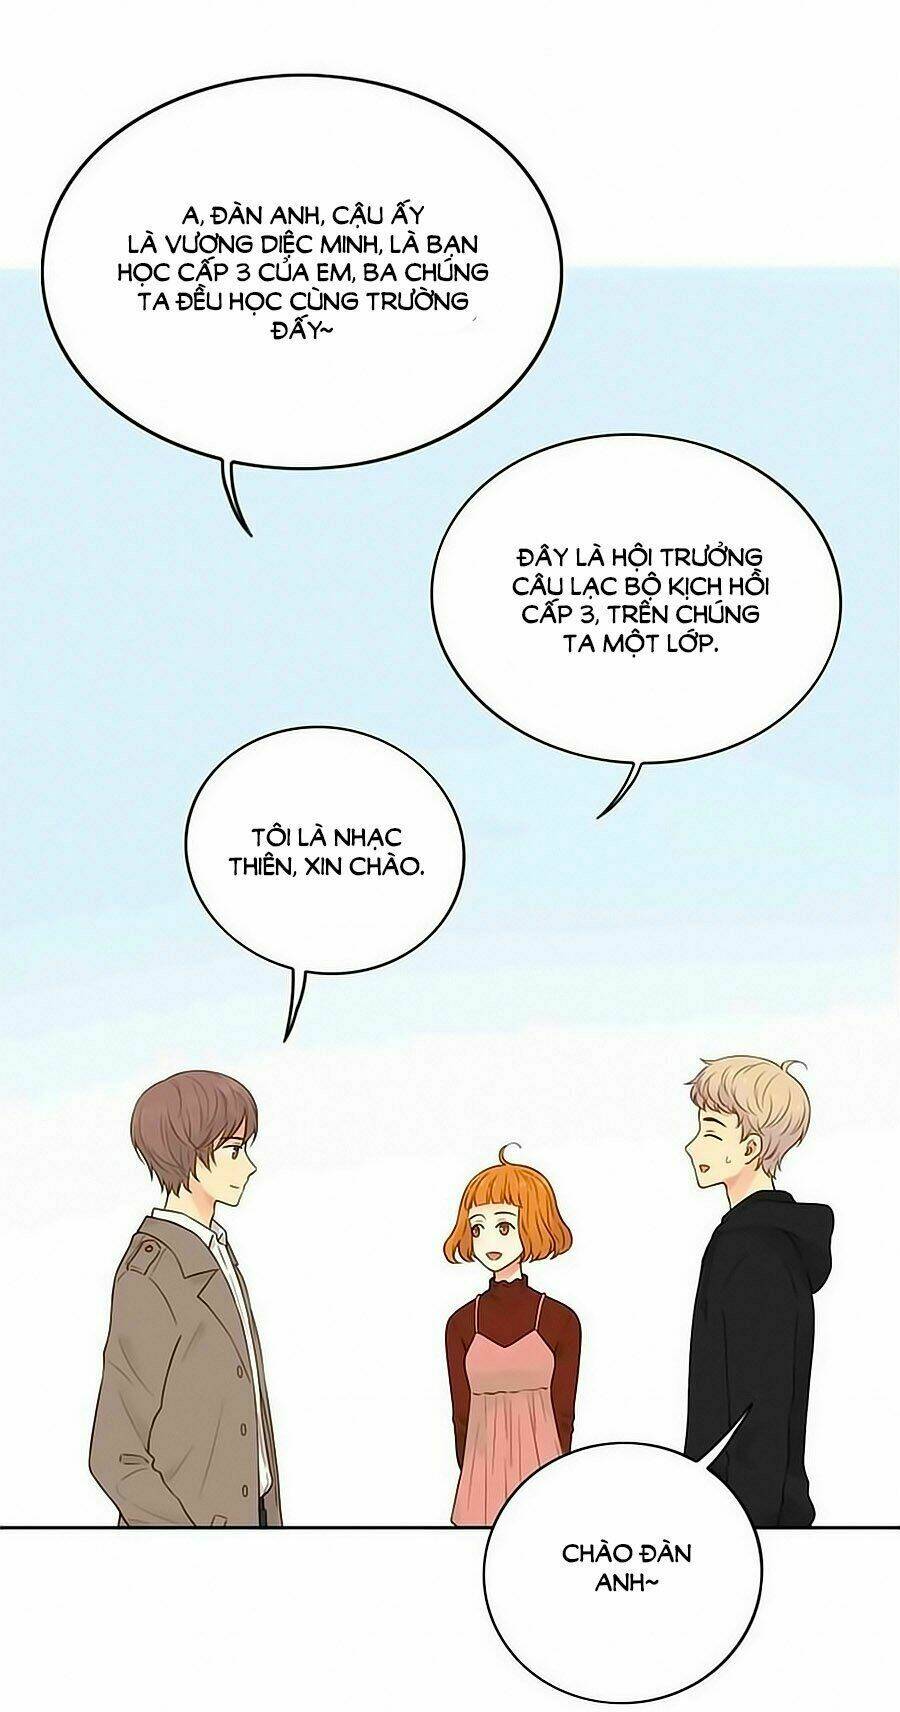 A, ĐÀN ANH, CẬU ẤY
LÀ VƯƠNG DIỆC MINH, LÀ BẠN
HỌC CẤP 3 CỦA EM, BA CHÚNG
TA ĐỀU HỌC CÙNG TRƯỜNG
ĐẤY~
ĐÂY LÀ HỘI TRƯỞNG
CÂU LẠC BỘ KỊCH HỒI
CẤP 3, TRÊN CHÚNG
TA MỘT LỚP.
TÔI LÀ NHẠC
THIÊN, XIN CHÀO.
CHÀO ĐÀN
ANH~